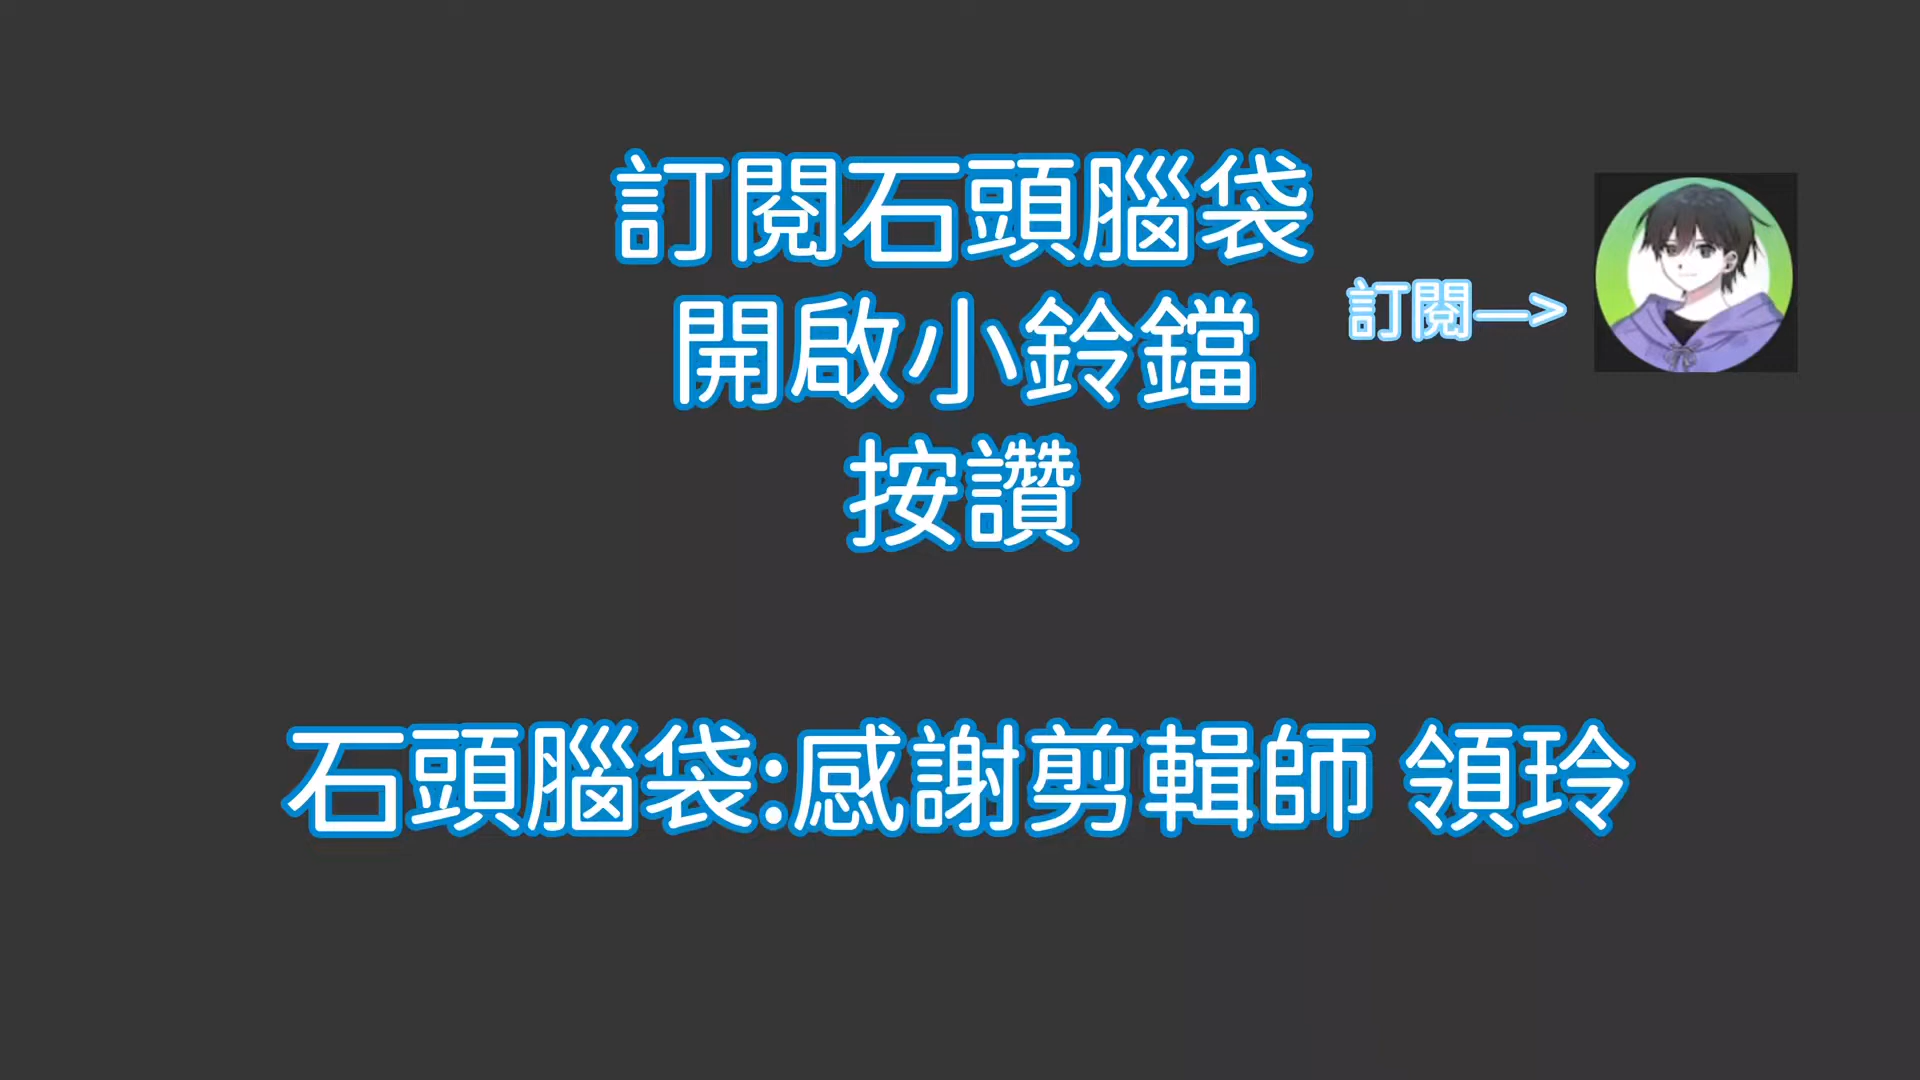 訂閱石頭腦袋
開啟小鈴鐺
訂閱—>
按讚
石頭腦袋:感謝剪輯師 領玲